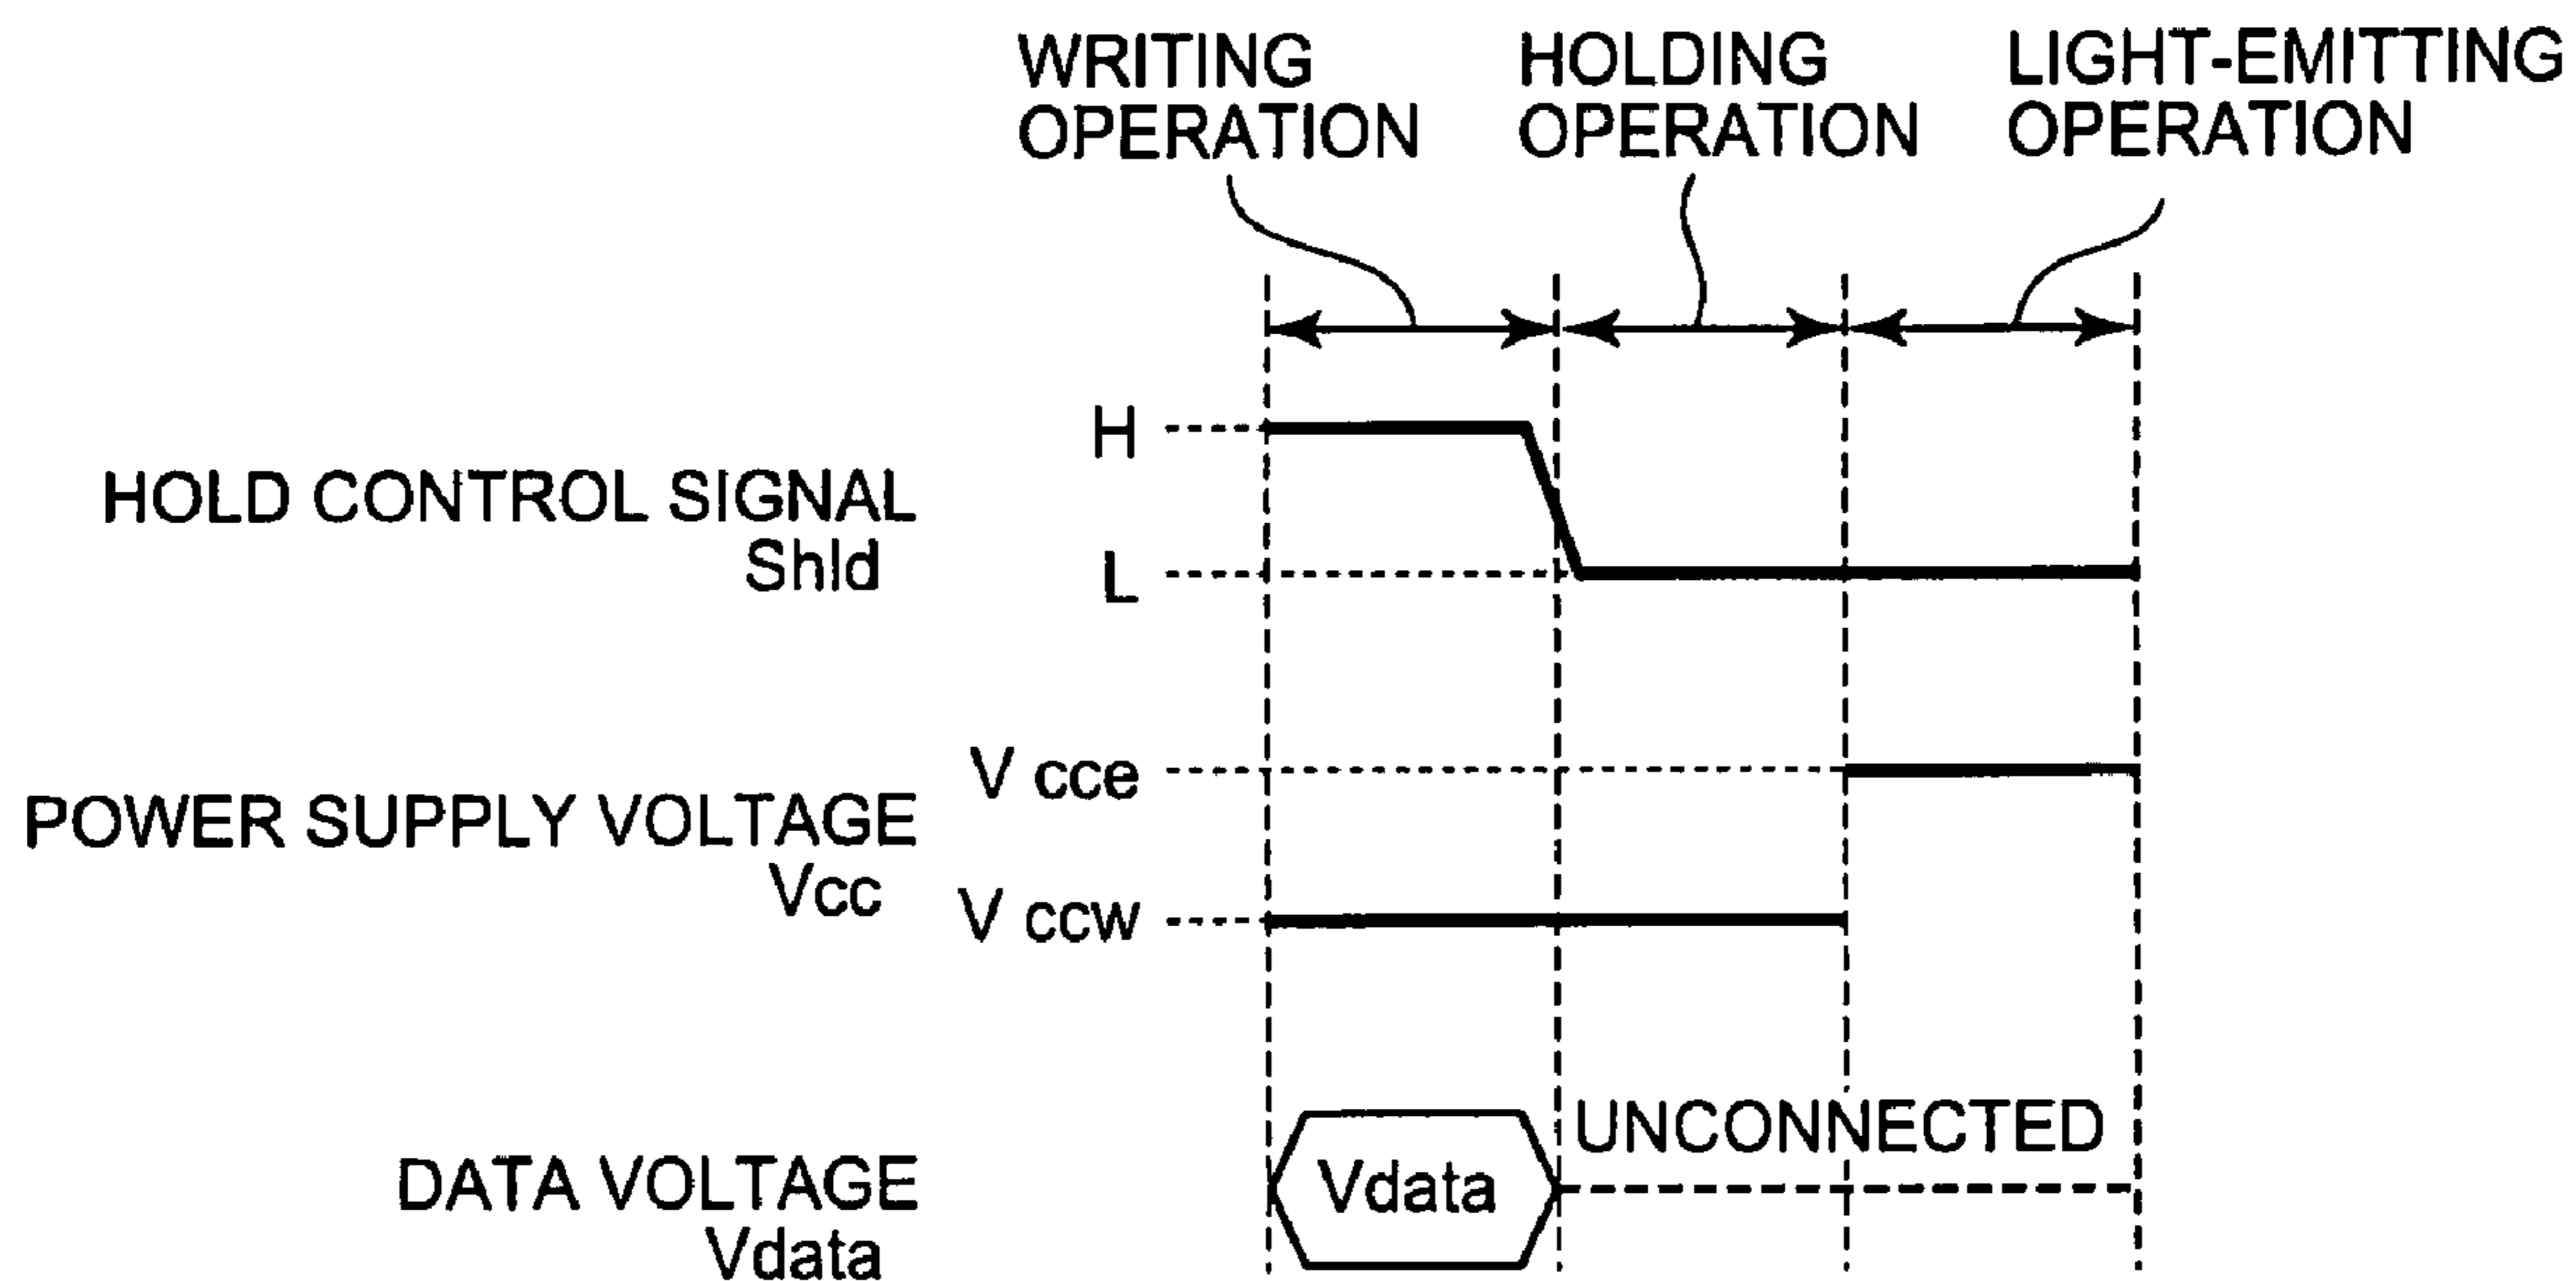 WRITING
OPERATION
HOLDING
OPERATION
LIGHT-EMITTING
OPERATION
H
HOLD CONTROL SIGNAL
Shld
L
V cce
POWER SUPPLY VOLTAGE
Vcc
V ccw
UNCONNECTED
DATA VOLTAGE
Vdata
Vdata